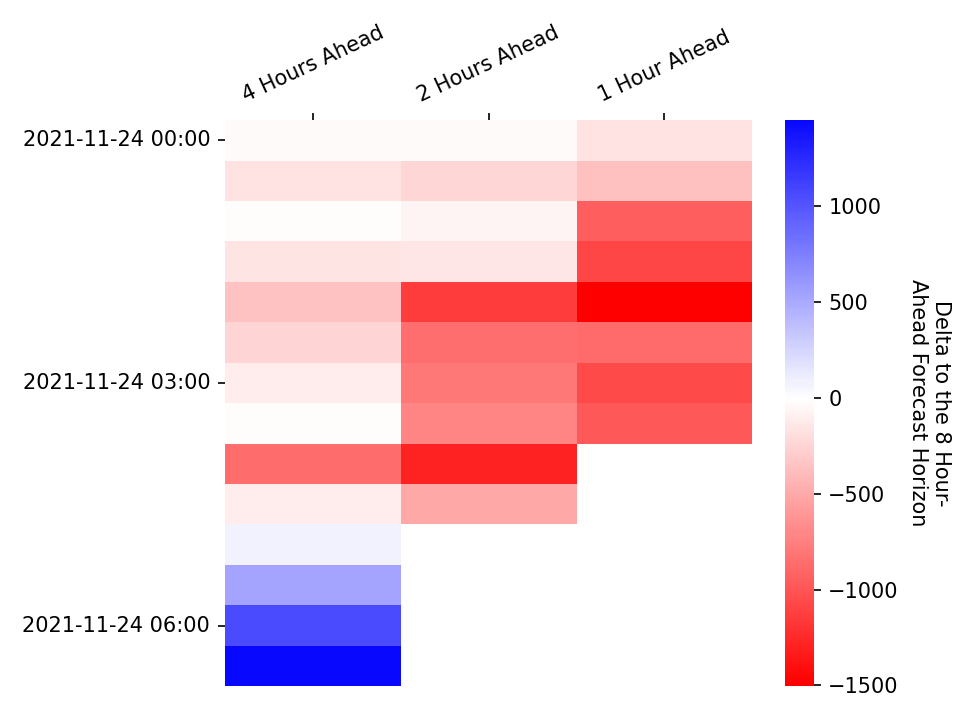 4 Hours Ahead
2 Hours Ahead
1 Hour Ahead
2021-11-24 00:00
2021-11-24 03:00
2021-11-24 06:00
1000
500
0
−500
−1000
−1500
Delta to the 8 Hour-
Ahead Forecast Horizon